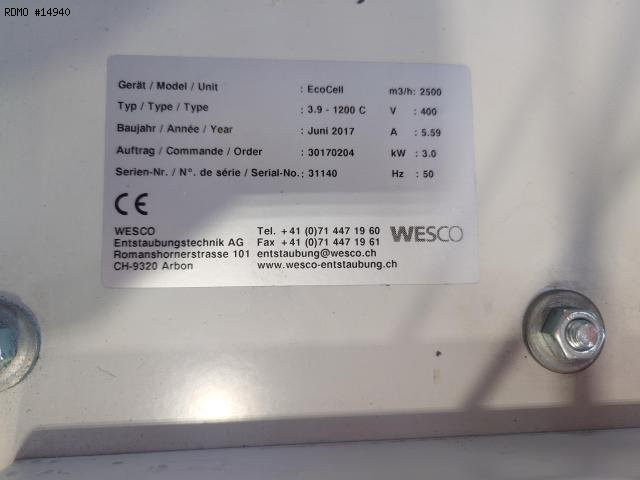 RDMO #14940
Gerät / Model / Unit : EcoCell m3/h: 2500
Typ / Type / Type : 3.9 - 1200 C V : 400
Baujahr / Année / Year : Juni 2017 A : 5.59
Auftrag / Commande / Order : 30170204 kW : 3.0
Serien-Nr. / N°. de série / Serial-No.: 31140 Hz : 50
CE
WESCO Tel. +41 (0)71 447 19 60 WESCO
Entstaubungstechnik AG Fax +41 (0)71 447 19 61
Romanshornerstrasse 101 entstaubung@wesco.ch
CH-9320 Arbon www.wesco-entstaubung.ch